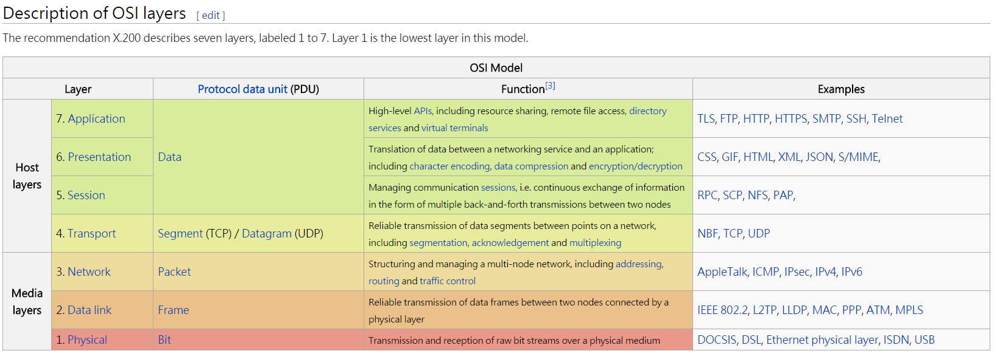 Description of OSI layers [ edit ]
The recommendation X.200 describes seven layers, labeled 1 to 7. Layer 1 is the lowest layer in this model.
OSI Model
Layer Protocol data unit (PDU) Function[3] Examples
Host
layers
7. Application
Data
High-level APIs, including resource sharing, remote file access, directory
services and virtual terminals
TLS, FTP, HTTP, HTTPS, SMTP, SSH, Telnet
6. Presentation
Translation of data between a networking service and an application;
including character encoding, data compression and encryption/decryption
CSS, GIF, HTML, XML, JSON, S/MIME,
5. Session
Managing communication sessions, i.e. continuous exchange of information
in the form of multiple back-and-forth transmissions between two nodes
RPC, SCP, NFS, PAP,
4. Transport
Segment (TCP) / Datagram (UDP)
Reliable transmission of data segments between points on a network,
including segmentation, acknowledgement and multiplexing
NBF, TCP, UDP
Media
layers
3. Network
Packet
Structuring and managing a multi-node network, including addressing,
routing and traffic control
AppleTalk, ICMP, IPsec, IPv4, IPv6
2. Data link
Frame
Reliable transmission of data frames between two nodes connected by a
physical layer
IEEE 802.2, L2TP, LLDP, MAC, PPP, ATM, MPLS
1. Physical
Bit
Transmission and reception of raw bit streams over a physical medium
DOCSIS, DSL, Ethernet physical layer, ISDN, USB